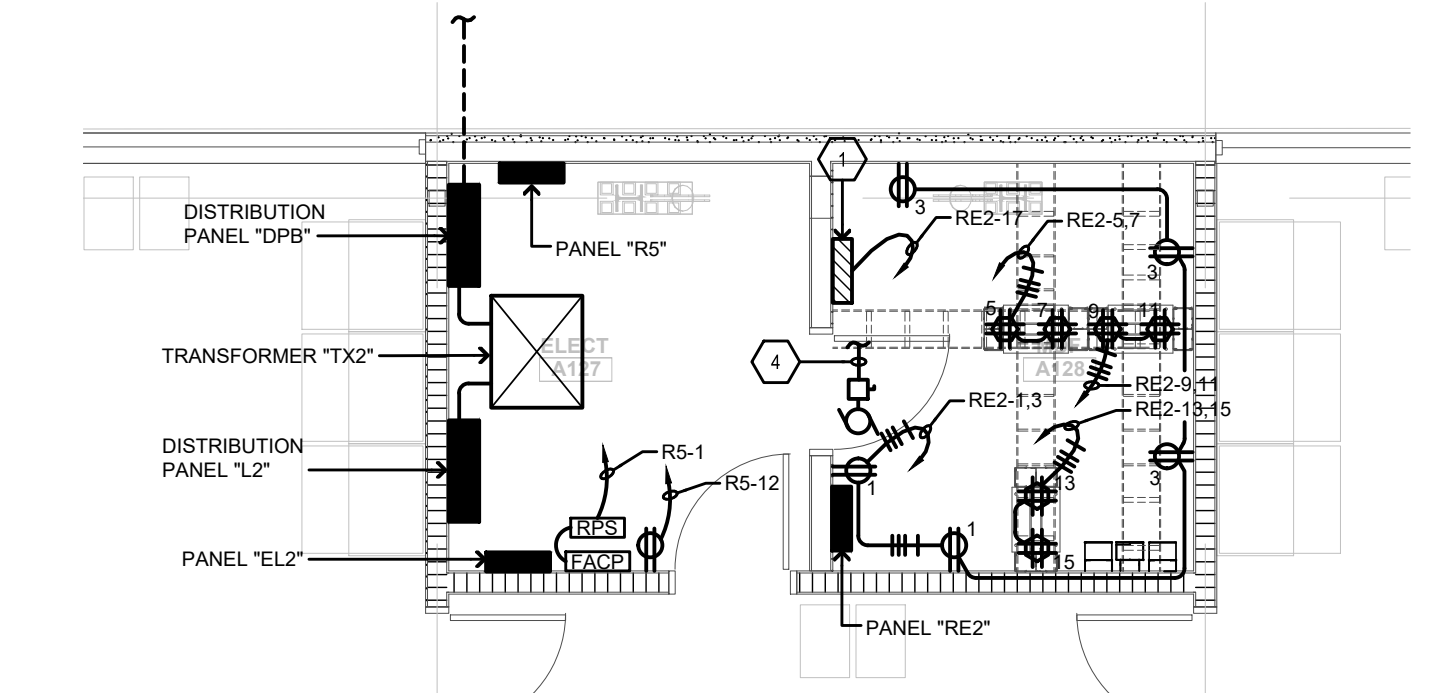 1
3
DISTRIBUTION
PANEL "DPB"
PANEL "R5"
RE2-17
RE2-5,7
3
5
7
9
11
TRANSFORMER "TX2"
ELECT
A127
4
A128
RE2-9,11
RE2-1,3
RE2-13,15
DISTRIBUTION
PANEL "L2"
R5-1
R5-12
1
13
3
RPS
1
PANEL "EL2"
FACP
15
PANEL "RE2"